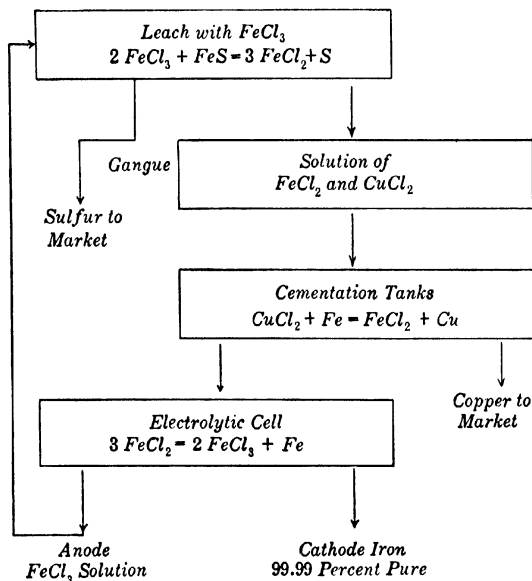 Leach with FeCl₃
2 FeCl₃ + FeS = 3 FeCl₂ + S
Gangue
Sulfur to
Market
Solution of
FeCl₂ and CuCl₂
Cementation Tanks
CuCl₂ + Fe = FeCl₂ + Cu
Copper to
Market
Electrolytic Cell
3 FeCl₂ = 2 FeCl₃ + Fe
Anode
FeCl₃ Solution
Cathode Iron
99.99 Percent Pure